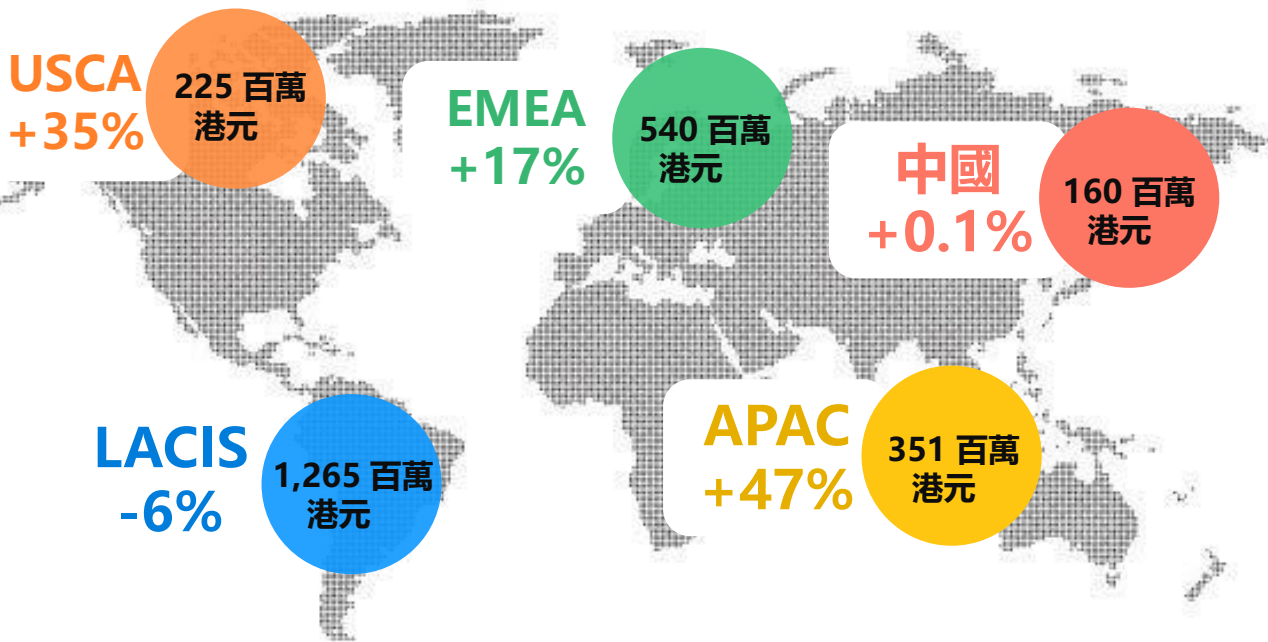 USCA
+35%
225 百萬
港元
EMEA
+17%
540 百萬
港元
中國
+0.1%
160 百萬
港元
LACIS
-6%
1,265 百萬
港元
APAC
+47%
351 百萬
港元